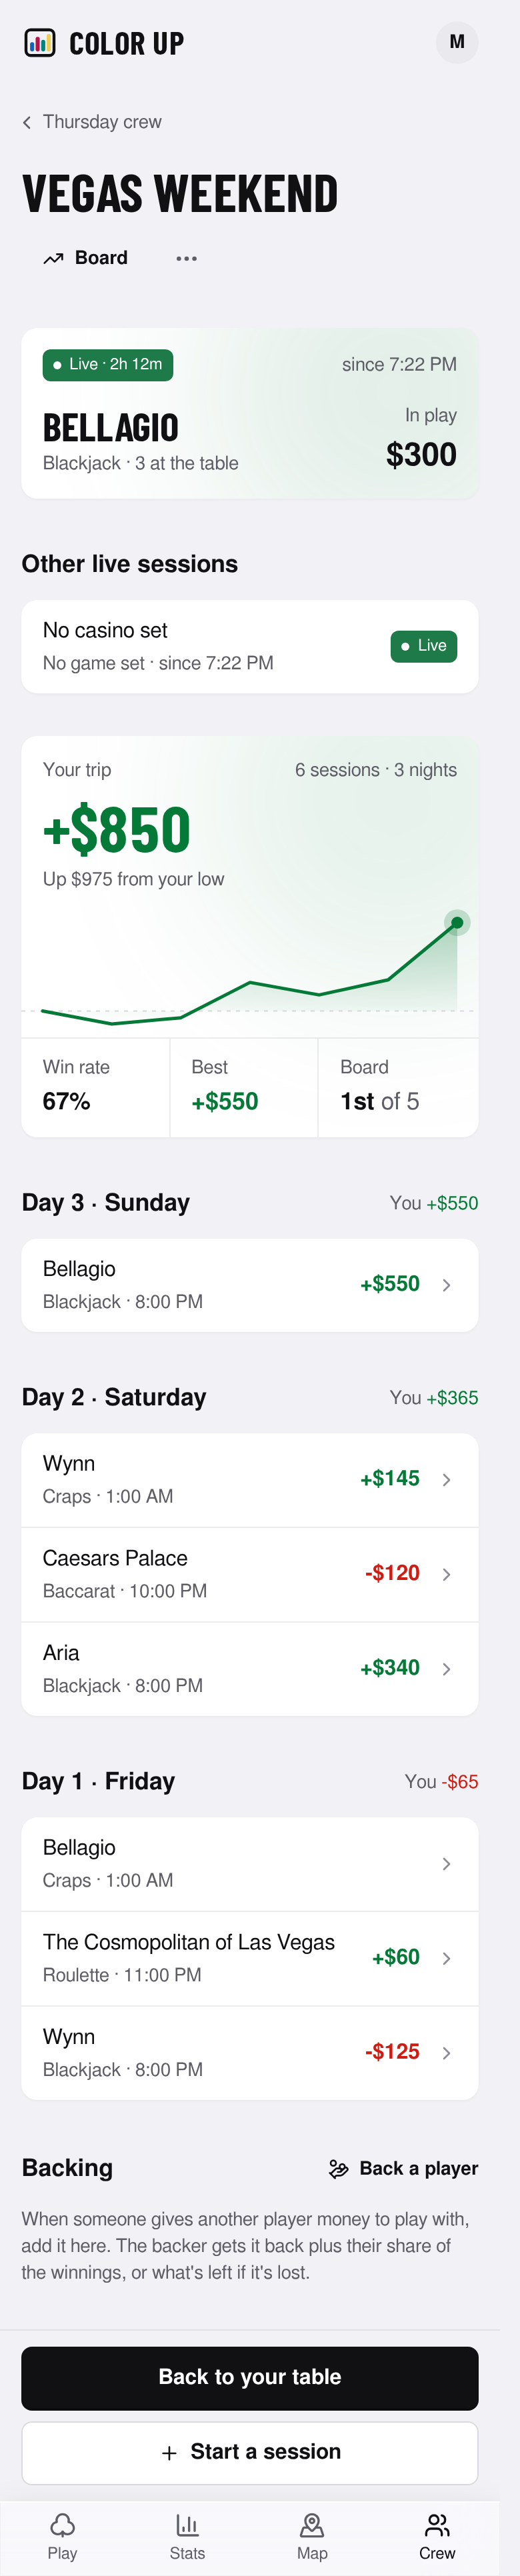 COLOR UP
M
Thursday crew
VEGAS WEEKEND
Board
Live · 2h 12m
since 7:22 PM
BELLAGIO
Blackjack · 3 at the table
In play
$300
Other live sessions
No casino set
No game set · since 7:22 PM
Live
Your trip
6 sessions · 3 nights
+$850
Up $975 from your low
Win rate
67%
Best
+$550
Board
1st of 5
Day 3 · Sunday
You +$550
Bellagio
Blackjack · 8:00 PM
+$550
Day 2 · Saturday
You +$365
Wynn
Craps · 1:00 AM
+$145
Caesars Palace
Baccarat · 10:00 PM
-$120
Aria
Blackjack · 8:00 PM
+$340
Day 1 · Friday
You -$65
Bellagio
Craps · 1:00 AM
The Cosmopolitan of Las Vegas
Roulette · 11:00 PM
+$60
Wynn
Blackjack · 8:00 PM
-$125
Backing
Back a player
When someone gives another player money to play with,
add it here. The backer gets it back plus their share of
the winnings, or what's left if it's lost.
Back to your table
+ Start a session
Play
Stats
Map
Crew